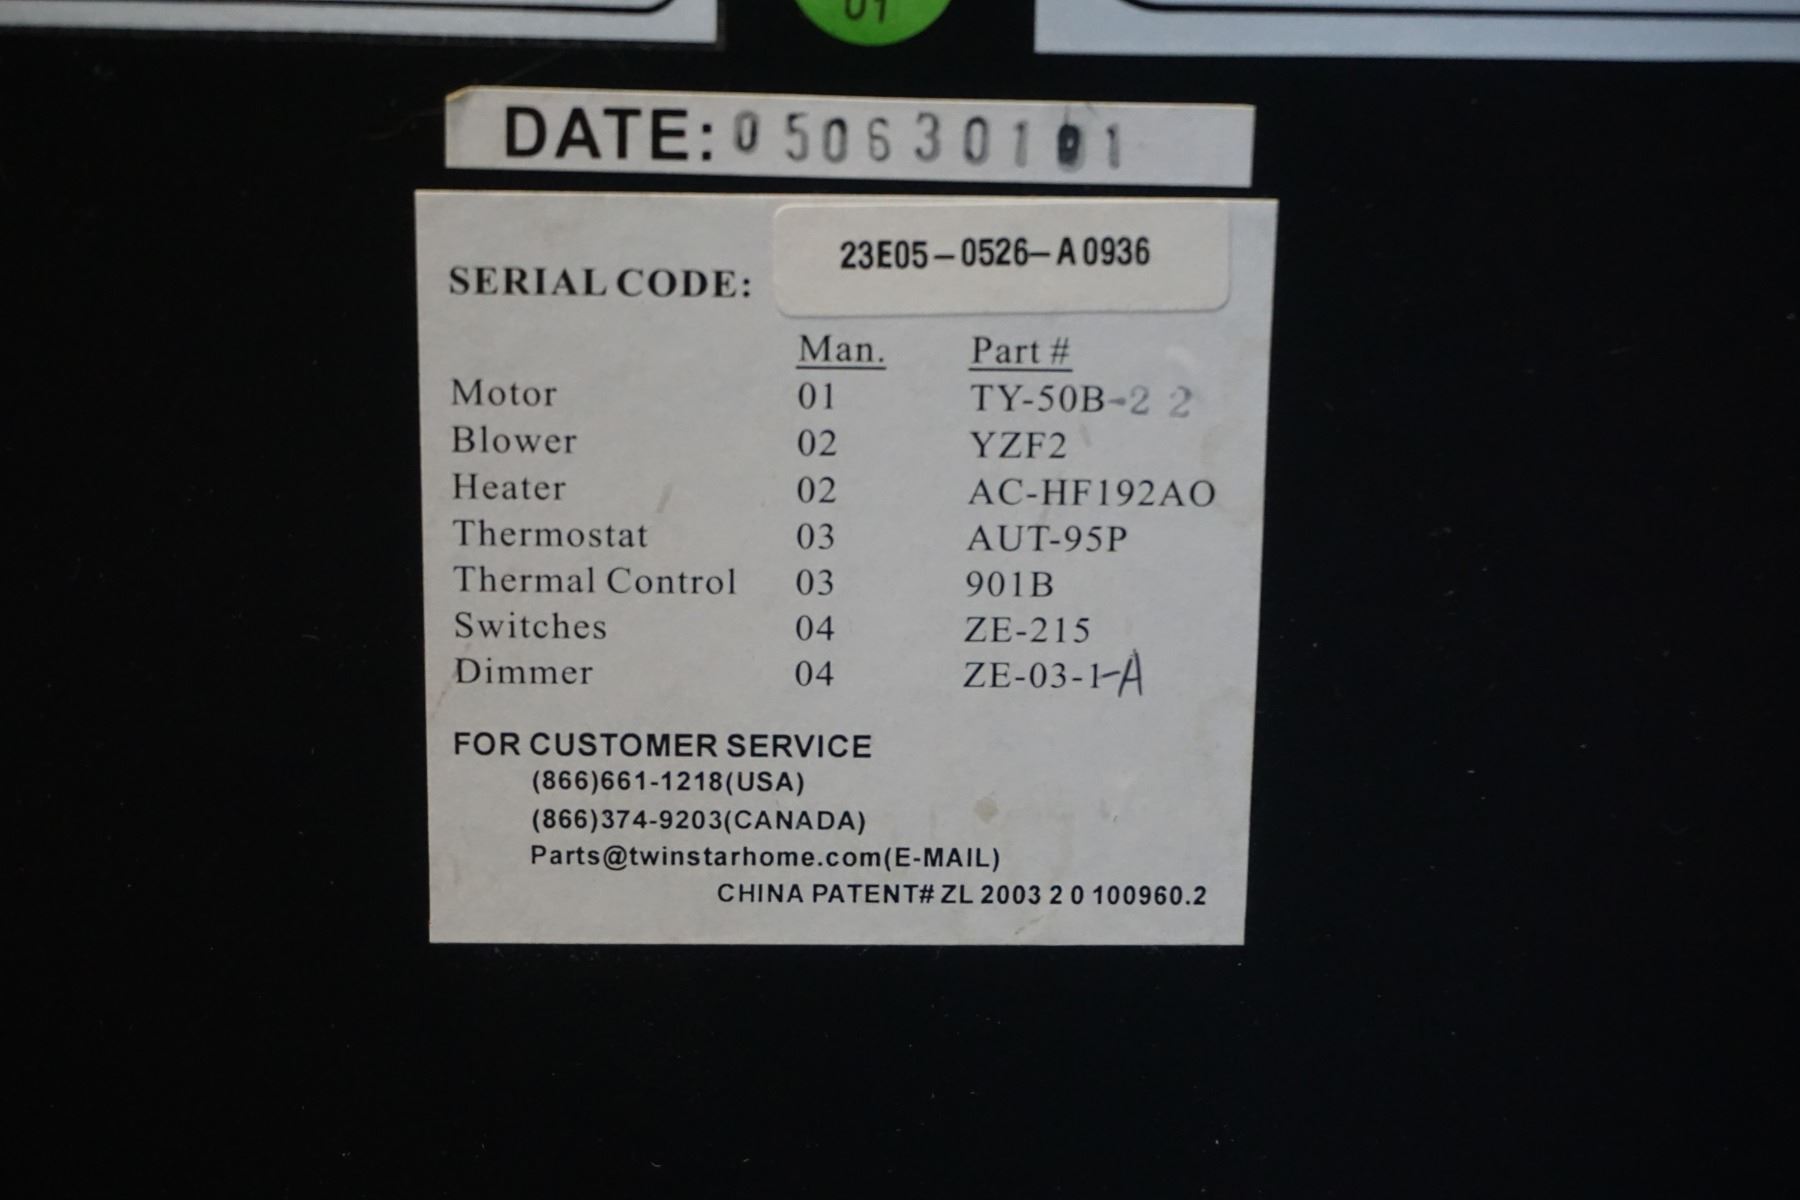 01
DATE: 050630101
SERIAL CODE: 23E05-0526-A0936
Man. Part #
Motor 01 TY-50B-22
Blower 02 YZF2
Heater 02 AC-HF192AO
Thermostat 03 AUT-95P
Thermal Control 03 901B
Switches 04 ZE-215
Dimmer 04 ZE-03-1-A
FOR CUSTOMER SERVICE
(866)661-1218(USA)
(866)374-9203(CANADA)
Parts@twinstarhome.com(E-MAIL)
CHINA PATENT# ZL 2003 2 0 100960.2